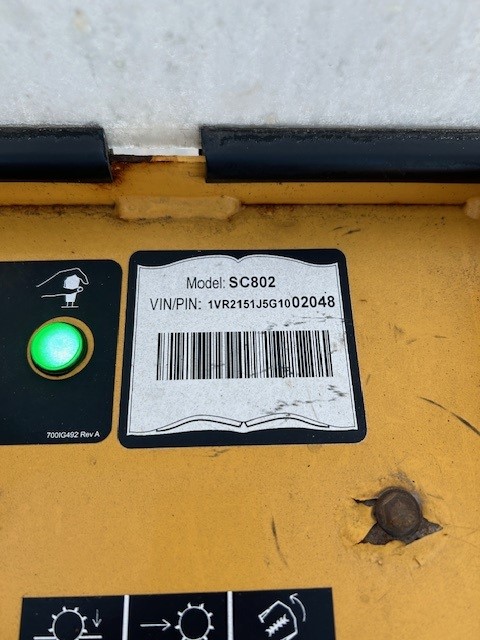 Model: SC802
VIN/PIN: 1VR2151J5G1002048
700IG492 Rev A